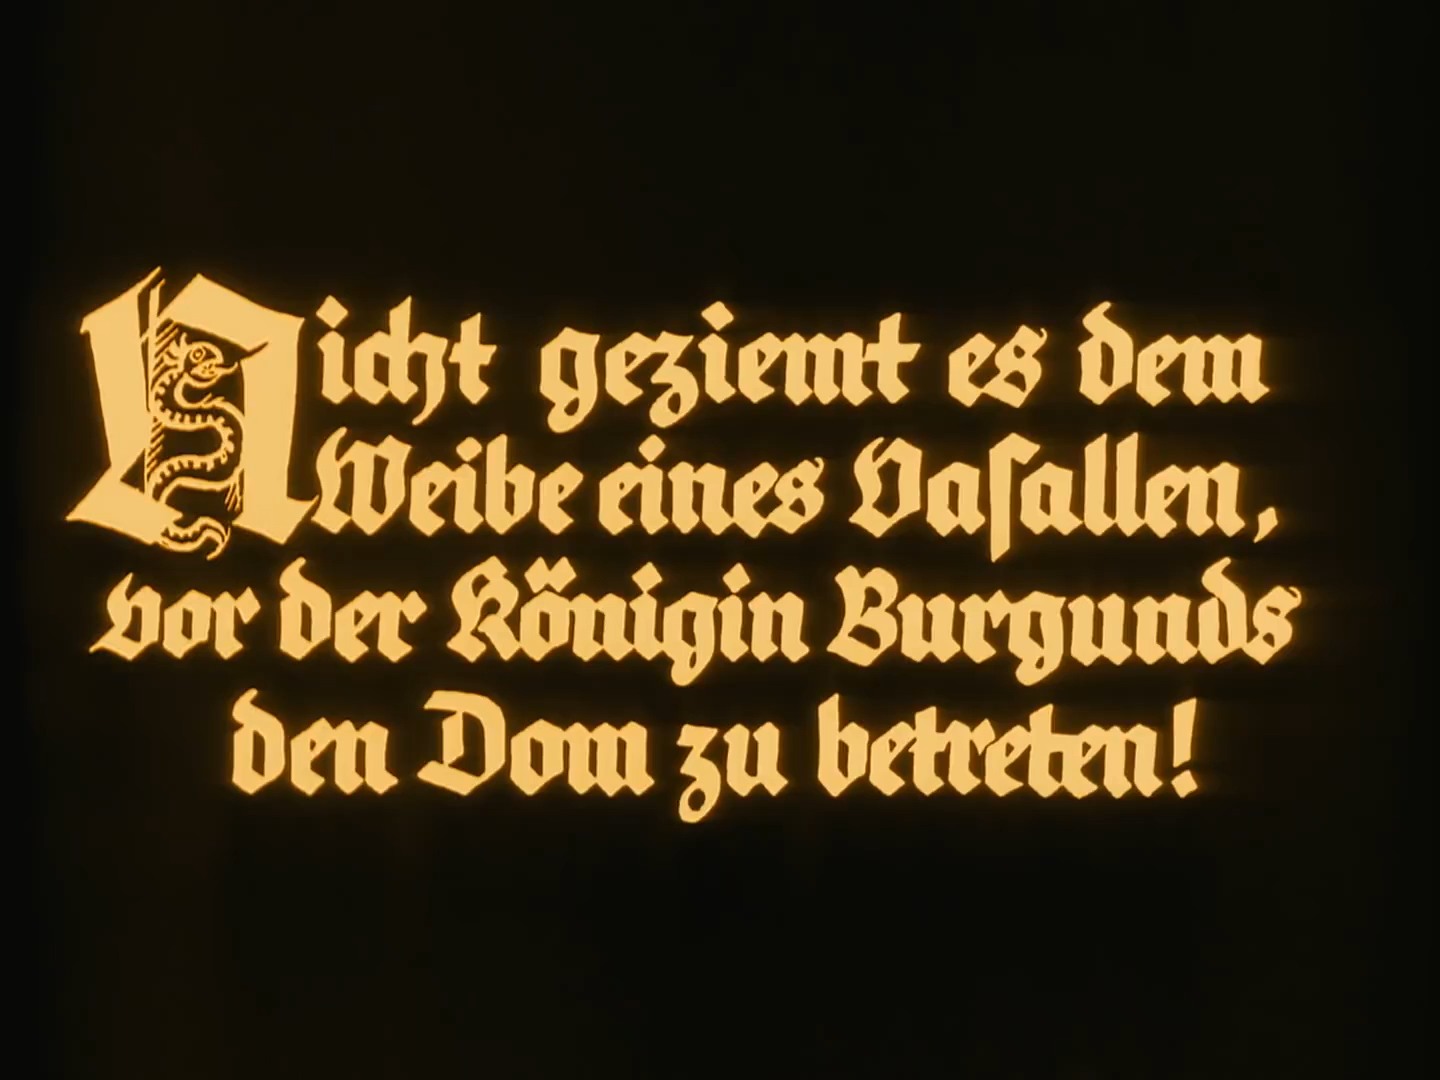 Nicht geziemt es dem
Weibe eines Vaſallen,
vor der Königin Burgunds
den Dom zu betreten!